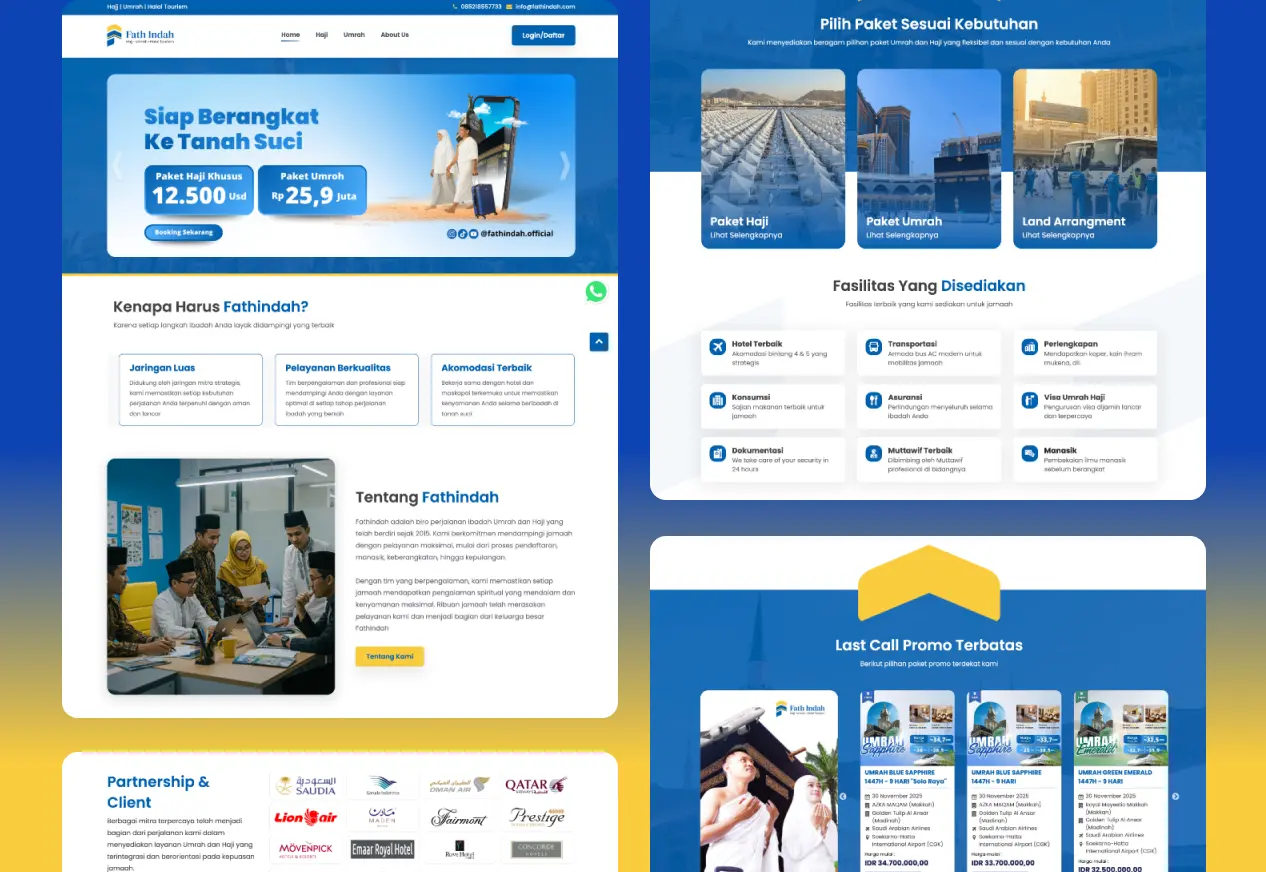 Hajj | Umrah | Halal Tourism
085218557733
info@fathindah.com
Fath Indah
Home
Haji
Umrah
About Us
Login/Daftar
Siap Berangkat
Ke Tanah Suci
Paket Haji Khusus
12.500 Usd
Paket Umroh
Rp 25,9 Juta
Booking Sekarang
@fathindah.official
Kenapa Harus Fathindah?
Karena setiap langkah ibadah Anda layak didampingi yang terbaik
Jaringan Luas
Didukung oleh jaringan mitra strategis,
kami memastikan setiap kebutuhan
perjalanan Anda terpenuhi dengan aman
dan lancar
Pelayanan Berkualitas
Tim berpengalaman dan profesional siap
mendampingi Anda dengan layanan
optimal di setiap tahap perjalanan
ibadah yang berkah
Akomodasi Terbaik
Bekerja sama dengan hotel dan
maskapai terkemuka untuk memastikan
kenyamanan Anda selama beribadah di
tanah suci
Tentang Fathindah
Fathindah adalah biro perjalanan ibadah Umrah dan Haji yang
telah berdiri sejak 2015. Kami berkomitmen mendampingi jamaah
dengan pelayanan maksimal, mulai dari proses pendaftaran,
manasik, keberangkatan, hingga kepulangan.
Dengan tim yang berpengalaman, kami memastikan setiap
jamaah mendapatkan pengalaman spiritual yang mendalam dan
kenyamanan maksimal. Ribuan jamaah telah merasakan
pelayanan kami dan menjadi bagian dari keluarga besar
Fathindah
Tentang Kami
Partnership &
Client
Berbagai mitra terpercaya telah menjadi
bagian dari perjalanan kami dalam
menyediakan layanan Umrah dan Haji yang
terintegrasi dan berorientasi pada kepuasan
jamaah.
السعودية
SAUDIA
Garuda Indonesia
OMAN AIR
QATAR
Lion air
MADEN
Fairmont
Prestige
MÖVENPICK
HOTELS & RESORTS
Emaar Royal Hotel
Rove Hotel
CONCORDE
HOTELS
Pilih Paket Sesuai Kebutuhan
Kami menyediakan beragam pilihan paket Umrah dan Haji yang fleksibel dan sesuai dengan kebutuhan Anda
Paket Haji
Lihat Selengkapnya
Paket Umrah
Lihat Selengkapnya
Land Arrangment
Lihat Selengkapnya
Fasilitas Yang Disediakan
Fasilitas terbaik yang kami sediakan untuk jamaah
Hotel Terbaik
Akomodasi bintang 4 & 5 yang
strategis
Transportasi
Armada bus AC modern untuk
mobilitas jamaah
Perlengkapan
Mendapatkan koper, kain ihram
mukena, dll.
Konsumsi
Sajian makanan terbaik untuk
jamaah
Asuransi
Perlindungan menyeluruh selama
ibadah Anda
Visa Umrah Haji
Pengurusan visa dijamin lancar
dan terpercaya
Dokumentasi
We take care of your security in
24 hours
Muttawif Terbaik
Dibimbing oleh Muttawif
profesional di bidangnya
Manasik
Pembekalan ilmu manasik
sebelum berangkat
Last Call Promo Terbatas
Berikut pilihan paket promo terdekat kami
Fath Indah
UMRAH
Sapphire
UMRAH BLUE SAPPHIRE
1447H - 9 HARI "Solo Raya"
30 November 2025
AZKA MAQAM (Makkah)
Golden Tulip Al Ansar
(Madinah)
Saudi Arabian Airlines
Soekarno-Hatta
International Airport (CGK)
Harga mulai :
IDR 34.700.000,00
UMRAH
Sapphire
UMRAH BLUE SAPPHIRE
1447H - 9 HARI
30 November 2025
AZKA MAQAM (Makkah)
Golden Tulip Al Ansar
(Madinah)
Saudi Arabian Airlines
Soekarno-Hatta
International Airport (CGK)
Harga mulai :
IDR 33.700.000,00
UMRAH
Emerald
UMRAH GREEN EMERALD
1447H - 9 HARI
30 November 2025
Royal Majeedia Makkah
(Makkah)
Golden Tulip Al Ansar
(Madinah)
Saudi Arabian Airlines
Soekarno-Hatta
International Airport (CGK)
Harga mulai :
IDR 32.500.000,00